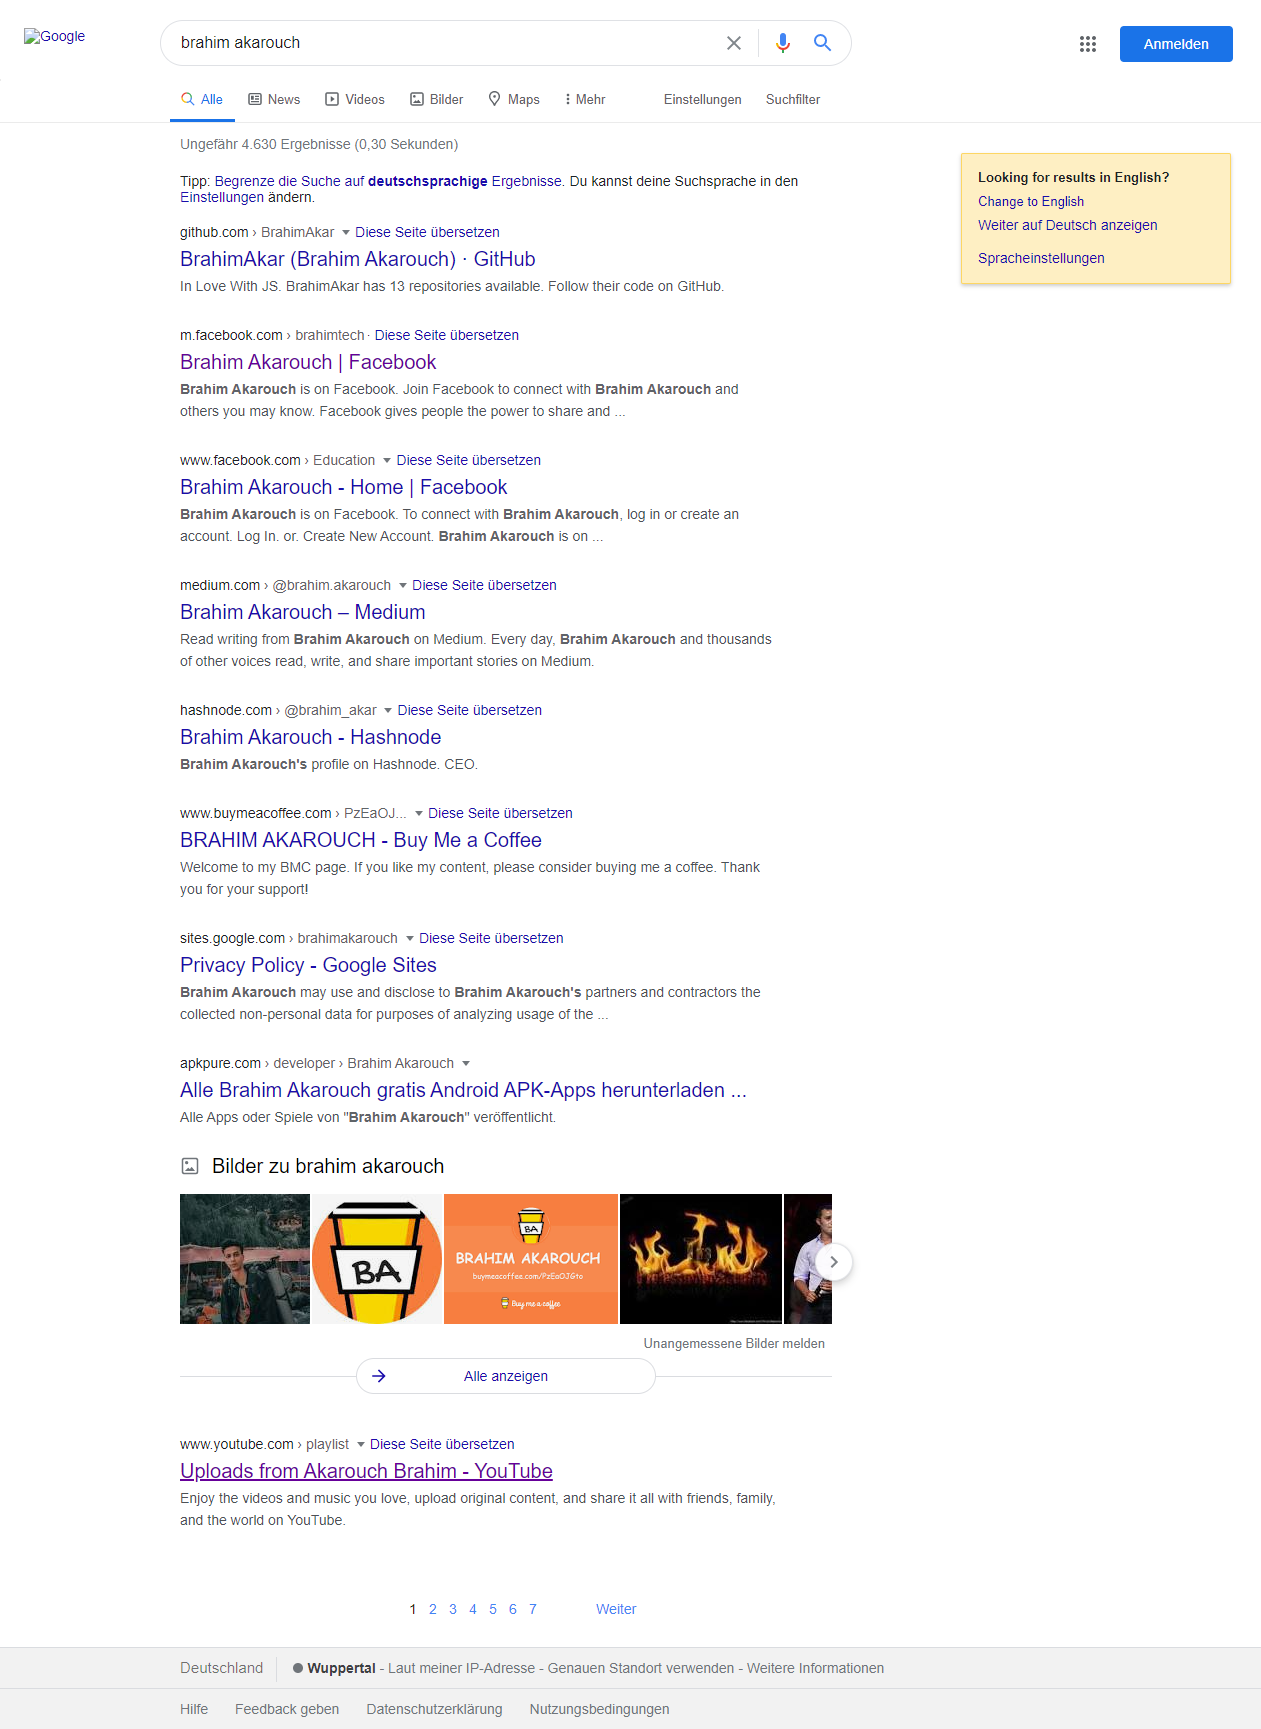 Google
brahim akarouch
Anmelden
Alle News Videos Bilder Maps Mehr Einstellungen Suchfilter
Ungefähr 4.630 Ergebnisse (0,30 Sekunden)
Tipp: Begrenze die Suche auf deutschsprachige Ergebnisse. Du kannst deine Suchsprache in den
Einstellungen ändern.
Looking for results in English?
Change to English
Weiter auf Deutsch anzeigen
Spracheinstellungen
github.com › BrahimAkar Diese Seite übersetzen
BrahimAkar (Brahim Akarouch) · GitHub
In Love With JS. BrahimAkar has 13 repositories available. Follow their code on GitHub.
m.facebook.com › brahimtech · Diese Seite übersetzen
Brahim Akarouch | Facebook
Brahim Akarouch is on Facebook. Join Facebook to connect with Brahim Akarouch and
others you may know. Facebook gives people the power to share and ...
www.facebook.com › Education Diese Seite übersetzen
Brahim Akarouch - Home | Facebook
Brahim Akarouch is on Facebook. To connect with Brahim Akarouch, log in or create an
account. Log In. or. Create New Account. Brahim Akarouch is on ...
medium.com › @brahim.akarouch Diese Seite übersetzen
Brahim Akarouch – Medium
Read writing from Brahim Akarouch on Medium. Every day, Brahim Akarouch and thousands
of other voices read, write, and share important stories on Medium.
hashnode.com › @brahim_akar Diese Seite übersetzen
Brahim Akarouch - Hashnode
Brahim Akarouch's profile on Hashnode. CEO.
www.buymeacoffee.com › PzEaOJ... Diese Seite übersetzen
BRAHIM AKAROUCH - Buy Me a Coffee
Welcome to my BMC page. If you like my content, please consider buying me a coffee. Thank
you for your support!
sites.google.com › brahimakarouch Diese Seite übersetzen
Privacy Policy - Google Sites
Brahim Akarouch may use and disclose to Brahim Akarouch's partners and contractors the
collected non-personal data for purposes of analyzing usage of the ...
apkpure.com › developer › Brahim Akarouch
Alle Brahim Akarouch gratis Android APK-Apps herunterladen ...
Alle Apps oder Spiele von "Brahim Akarouch" veröffentlicht.
Bilder zu brahim akarouch
BA
BA
BRAHIM AKAROUCH
buymeacoffee.com/PzEaOJGto
Buy me a coffee
Unangemessene Bilder melden
Alle anzeigen
www.youtube.com › playlist Diese Seite übersetzen
Uploads from Akarouch Brahim - YouTube
Enjoy the videos and music you love, upload original content, and share it all with friends, family,
and the world on YouTube.
1 2 3 4 5 6 7 Weiter
Deutschland Wuppertal - Laut meiner IP-Adresse - Genauen Standort verwenden - Weitere Informationen
Hilfe Feedback geben Datenschutzerklärung Nutzungsbedingungen